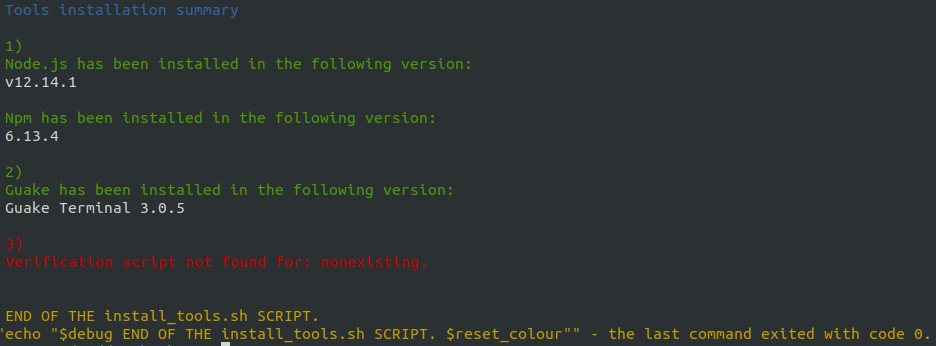 Tools installation summary
1)
Node.js has been installed in the following version:
v12.14.1
Npm has been installed in the following version:
6.13.4
2)
Guake has been installed in the following version:
Guake Terminal 3.0.5
3)
Verification script not found for: nonexisting.
END OF THE install_tools.sh SCRIPT.
"echo "$debug END OF THE install_tools.sh SCRIPT. $reset_colour"" - the last command exited with code 0.